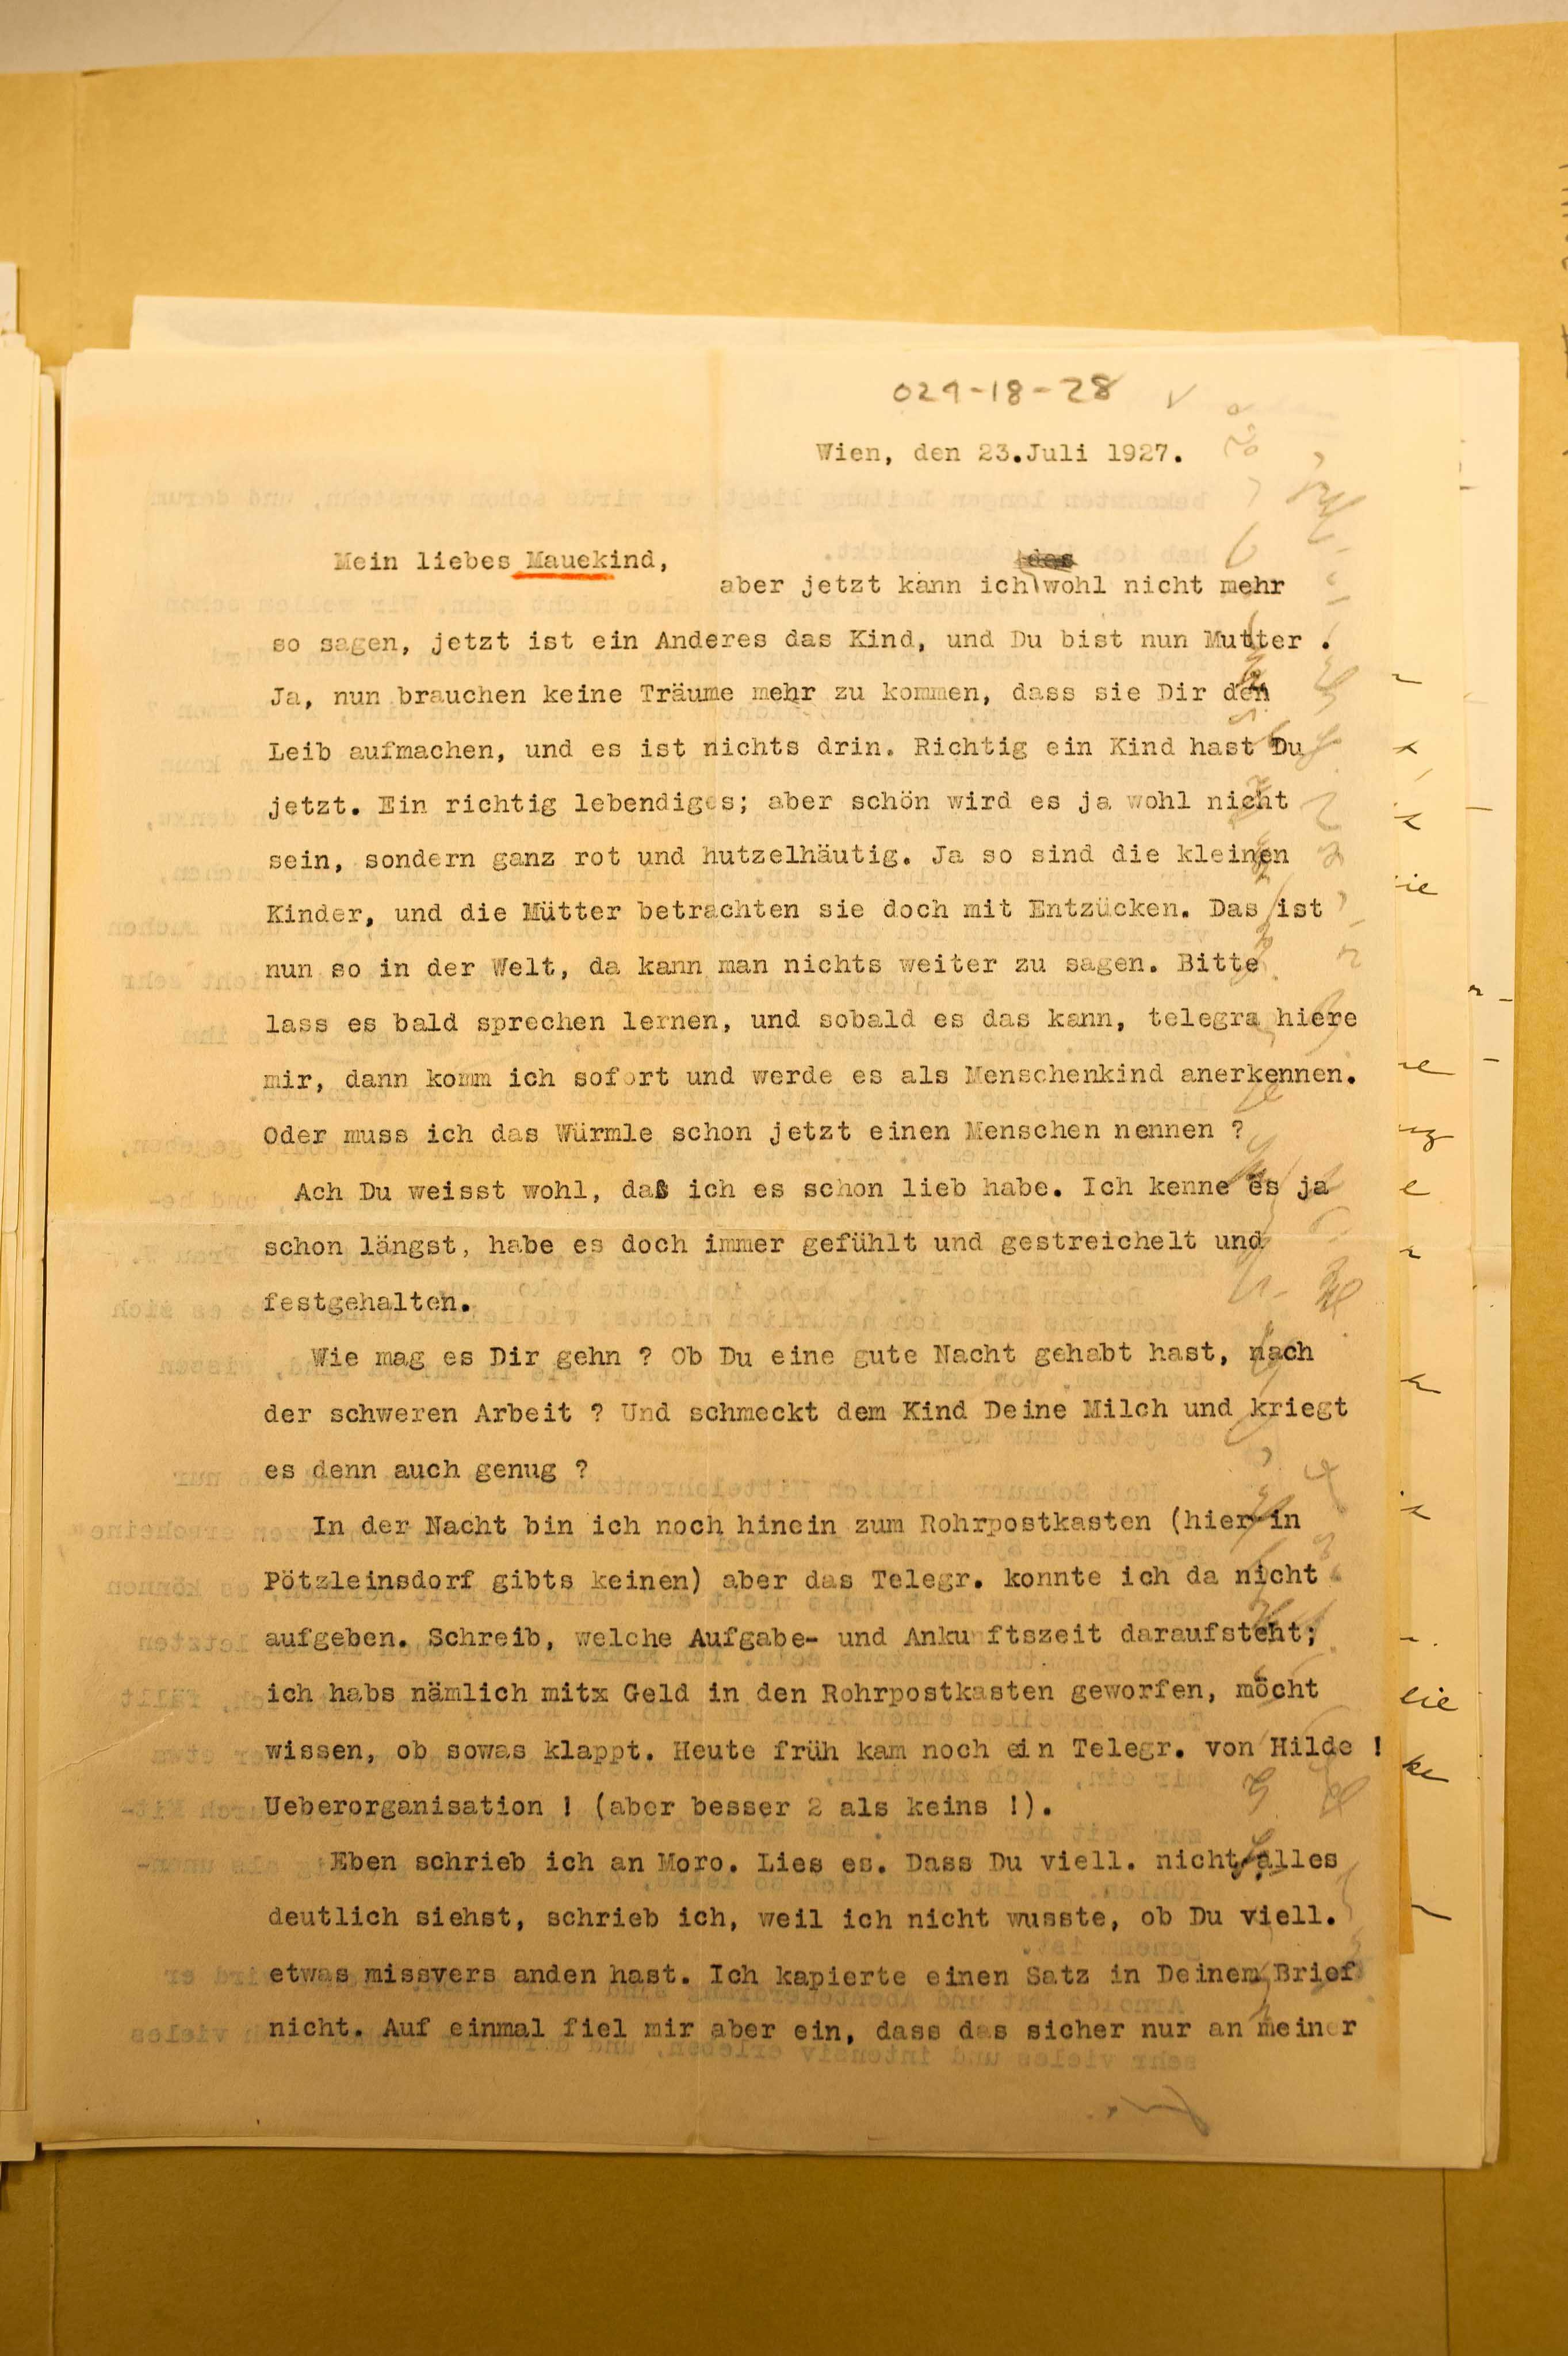 029-18-28 ✓
Wien, den 23.Juli 1927.
Mein liebes Mauekind,
das
aber jetzt kann ich wohl nicht mehr
so sagen, jetzt ist ein Anderes das Kind, und Du bist nun Mutter .
Ja, nun brauchen keine Träume mehr zu kommen, dass sie Dir den
Leib aufmachen, und es ist nichts drin. Richtig ein Kind hast Du
jetzt. Ein richtig lebendiges; aber schön wird es ja wohl nicht
sein, sondern ganz rot und hutzelhäutig. Ja so sind die kleinen
Kinder, und die Mütter betrachten sie doch mit Entzücken. Das ist
nun so in der Welt, da kann man nichts weiter zu sagen. Bitte
lass es bald sprechen lernen, und sobald es das kann, telegra hiere
mir, dann komm ich sofort und werde es als Menschenkind anerkennen.
Oder muss ich das Würmle schon jetzt einen Menschen nennen ?
Ach Du weisst wohl, daß ich es schon lieb habe. Ich kenne es ja
schon längst, habe es doch immer gefühlt und gestreichelt und
festgehalten.
Wie mag es Dir gehn ? Ob Du eine gute Nacht gehabt hast, nach
der schweren Arbeit ? Und schmeckt dem Kind Deine Milch und kriegt
es denn auch genug ?
In der Nacht bin ich noch hinein zum Rohrpostkasten (hier in
Pötzleinsdorf gibts keinen) aber das Telegr. konnte ich da nicht
aufgeben. Schreib, welche Aufgabe- und Anku ftszeit daraufsteht;
ich habs nämlich mitx Geld in den Rohrpostkasten geworfen, möcht
wissen, ob sowas klappt. Heute früh kam noch ein Telegr. von Hilde !
Ueberorganisation ! (aber besser 2 als keins !).
Eben schrieb ich an Moro. Lies es. Dass Du viell. nicht alles
deutlich siehst, schrieb ich, weil ich nicht wusste, ob Du viell.
etwas missvers anden hast. Ich kapierte einen Satz in Deinem Brief
nicht. Auf einmal fiel mir aber ein, dass das sicher nur an meiner